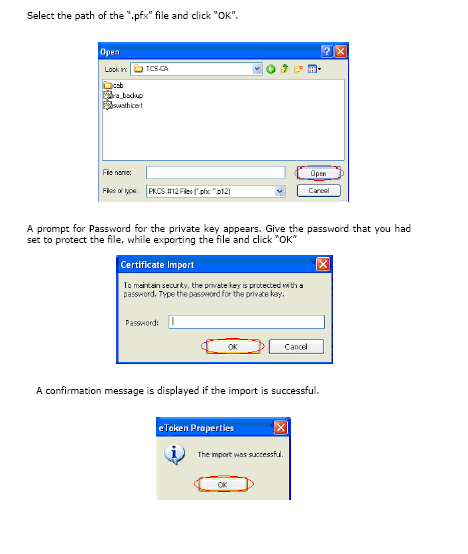 Select the path of the ".pfx" file and click "OK".
Open
Look in: TCS-CA
cab
ra_backup
swathicert
File name:
Open
Files of type: PKCS #12 Files (*.pfx; *.p12)
Cancel
A prompt for Password for the private key appears. Give the password that you had
set to protect the file, while exporting the file and click "OK"
Certificate Import
To maintain security, the private key is protected with a
password. Type the password for the private key.
Password:
OK
Cancel
A confirmation message is displayed if the import is successful.
eToken Properties
The import was successful.
OK